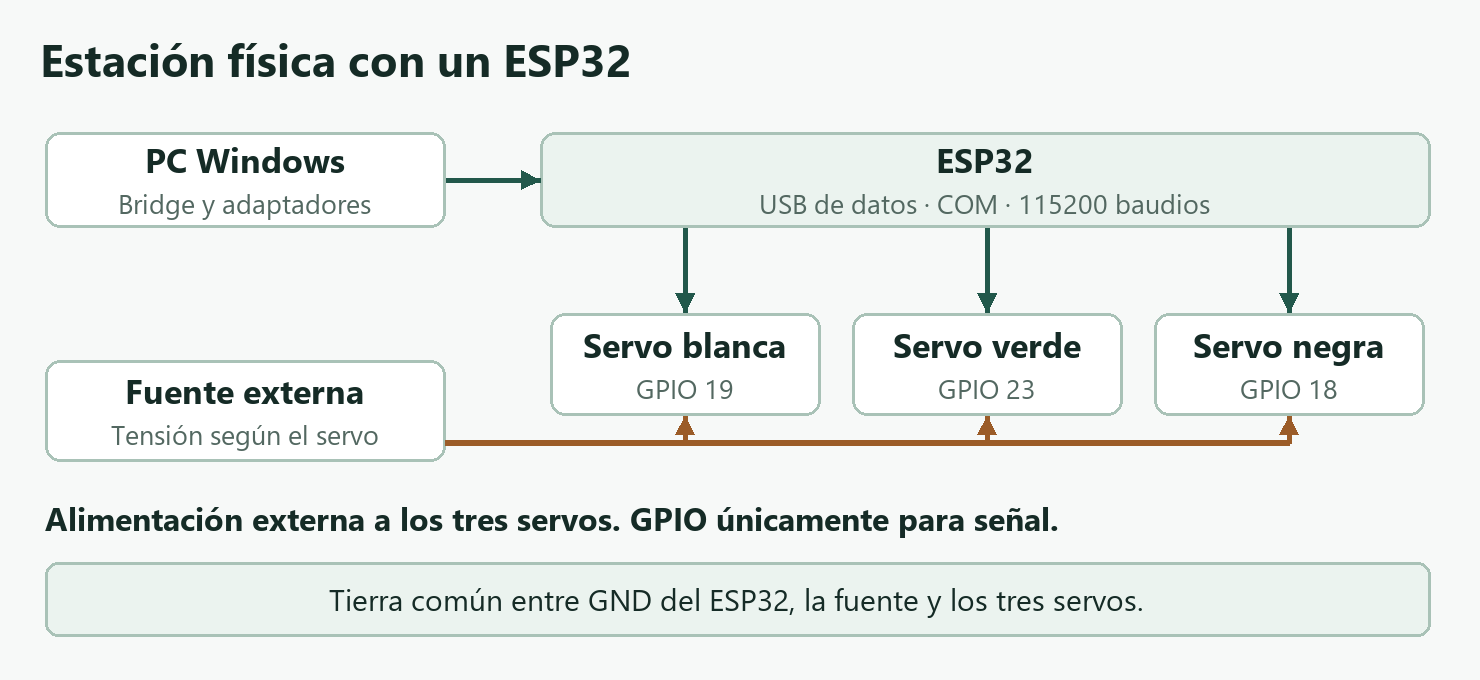 Estación física con un ESP32
PC Windows
Bridge y adaptadores
ESP32
USB de datos · COM · 115200 baudios
Servo blanca
GPIO 19
Servo verde
GPIO 23
Servo negra
GPIO 18
Fuente externa
Tensión según el servo
Alimentación externa a los tres servos. GPIO únicamente para señal.
Tierra común entre GND del ESP32, la fuente y los tres servos.